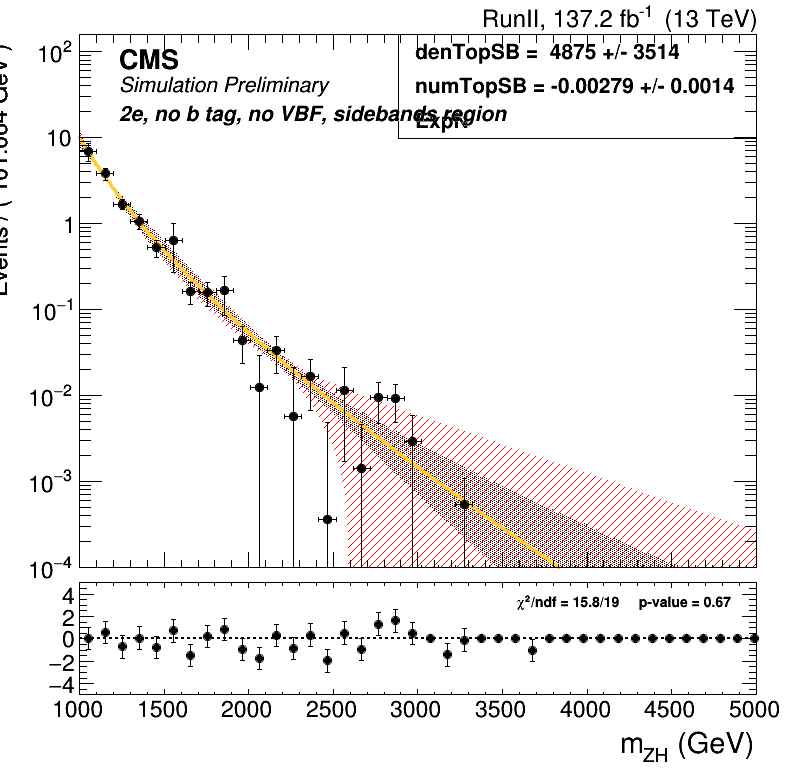 RunII, 137.2 fb⁻¹ (13 TeV)
CMS
Simulation Preliminary
2e, no b tag, no VBF, sidebands region
denTopSB = 4875 +/- 3514
numTopSB = -0.00279 +/- 0.0014
10²
10
1
10⁻¹
10⁻²
10⁻³
10⁻⁴
χ²/ndf = 15.8/19 p-value = 0.67
4
2
0
−2
−4
1000 1500 2000 2500 3000 3500 4000 4500 5000
m_ZH (GeV)